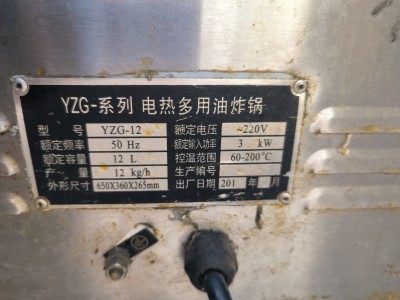 YZG-系列 电热多用油炸锅
型 号 YZG-12 额定电压 ~220V
额定频率 50 Hz 额定输入功率 3 kW
额定容量 12 L 控温范围 60-200°C
产 量 12 kg/h 生产编号
外形尺寸 650X360X265mm 出厂日期 201 年 月